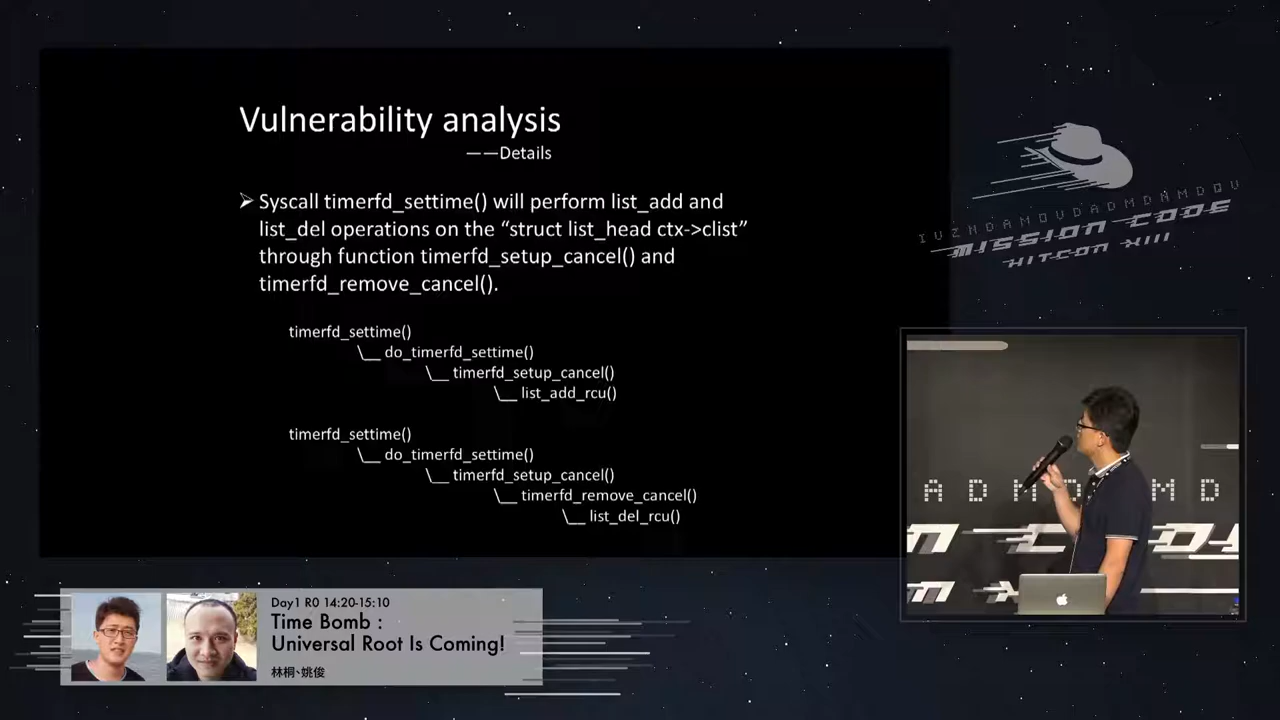 Vulnerability analysis
——Details
➢ Syscall timerfd_settime() will perform list_add and
list_del operations on the “struct list_head ctx->clist”
through function timerfd_setup_cancel() and
timerfd_remove_cancel().
timerfd_settime()
\__ do_timerfd_settime()
\__ timerfd_setup_cancel()
\__ list_add_rcu()
timerfd_settime()
\__ do_timerfd_settime()
\__ timerfd_setup_cancel()
\__ timerfd_remove_cancel()
\__ list_del_rcu()
MISSION CODE
HITCON XIII
Day1 R0 14:20-15:10
Time Bomb :
Universal Root Is Coming!
林桐、姚俊